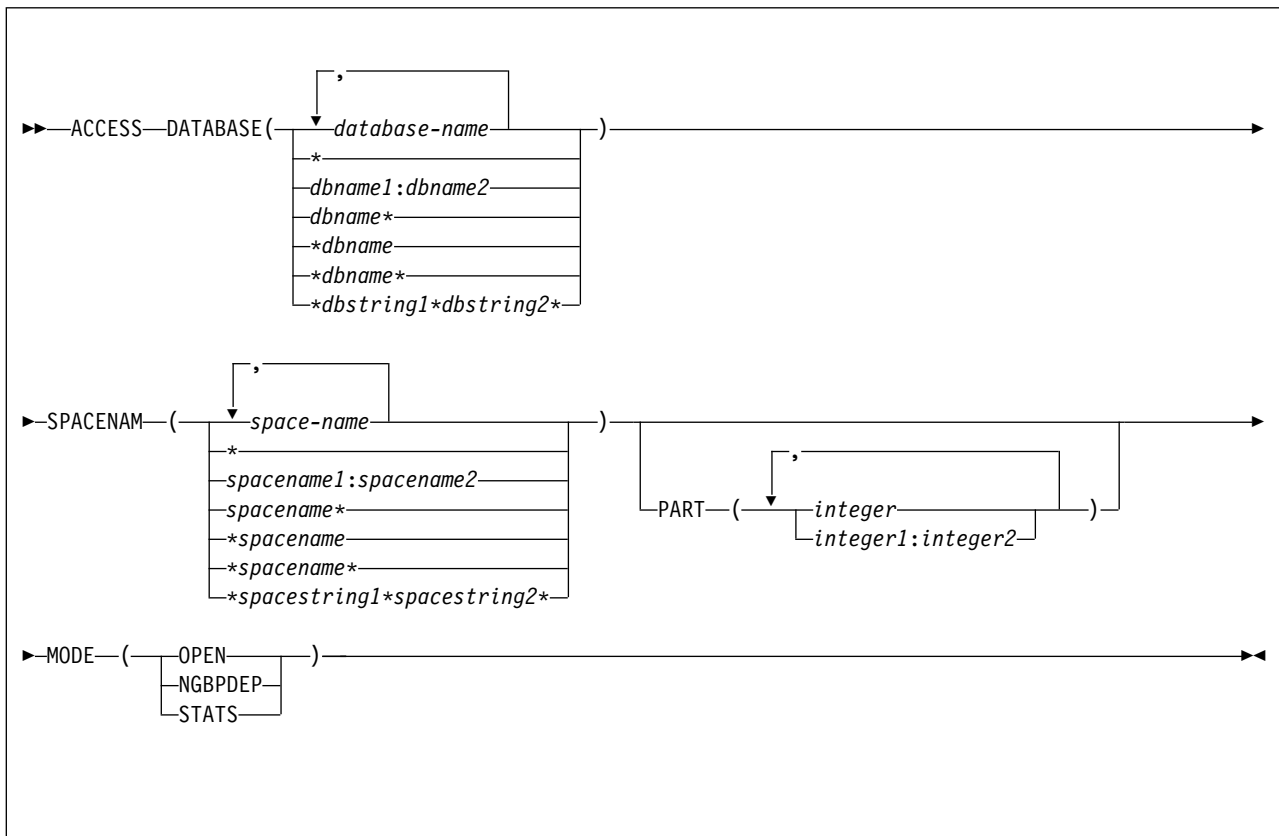 ,
ACCESS DATABASE( database-name )
*
dbname1:dbname2
dbname*
*dbname
*dbname*
*dbstring1*dbstring2*
,
SPACENAM ( space-name )
*
spacename1:spacename2
spacename*
*spacename
*spacename*
*spacestring1*spacestring2*
,
PART ( integer )
integer1:integer2
MODE ( OPEN )
NGBPDEP
STATS